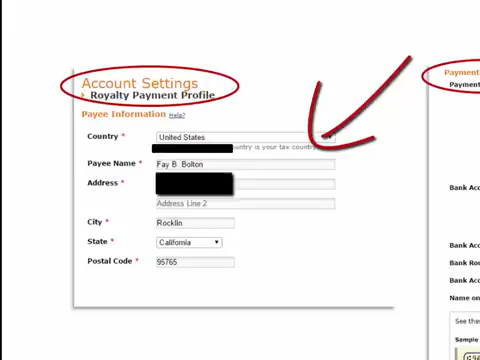 Account Settings
Royalty Payment Profile
Payee Information Help?
Country * United States
ountry is your tax country
Payee Name * Fay B. Bolton
Address *
Address Line 2
City * Rocklin
State * California
Postal Code * 95765
Payment
Payment
Bank Acc
Bank Acc
Bank Rou
Bank Acc
Name on
See thes
Sample